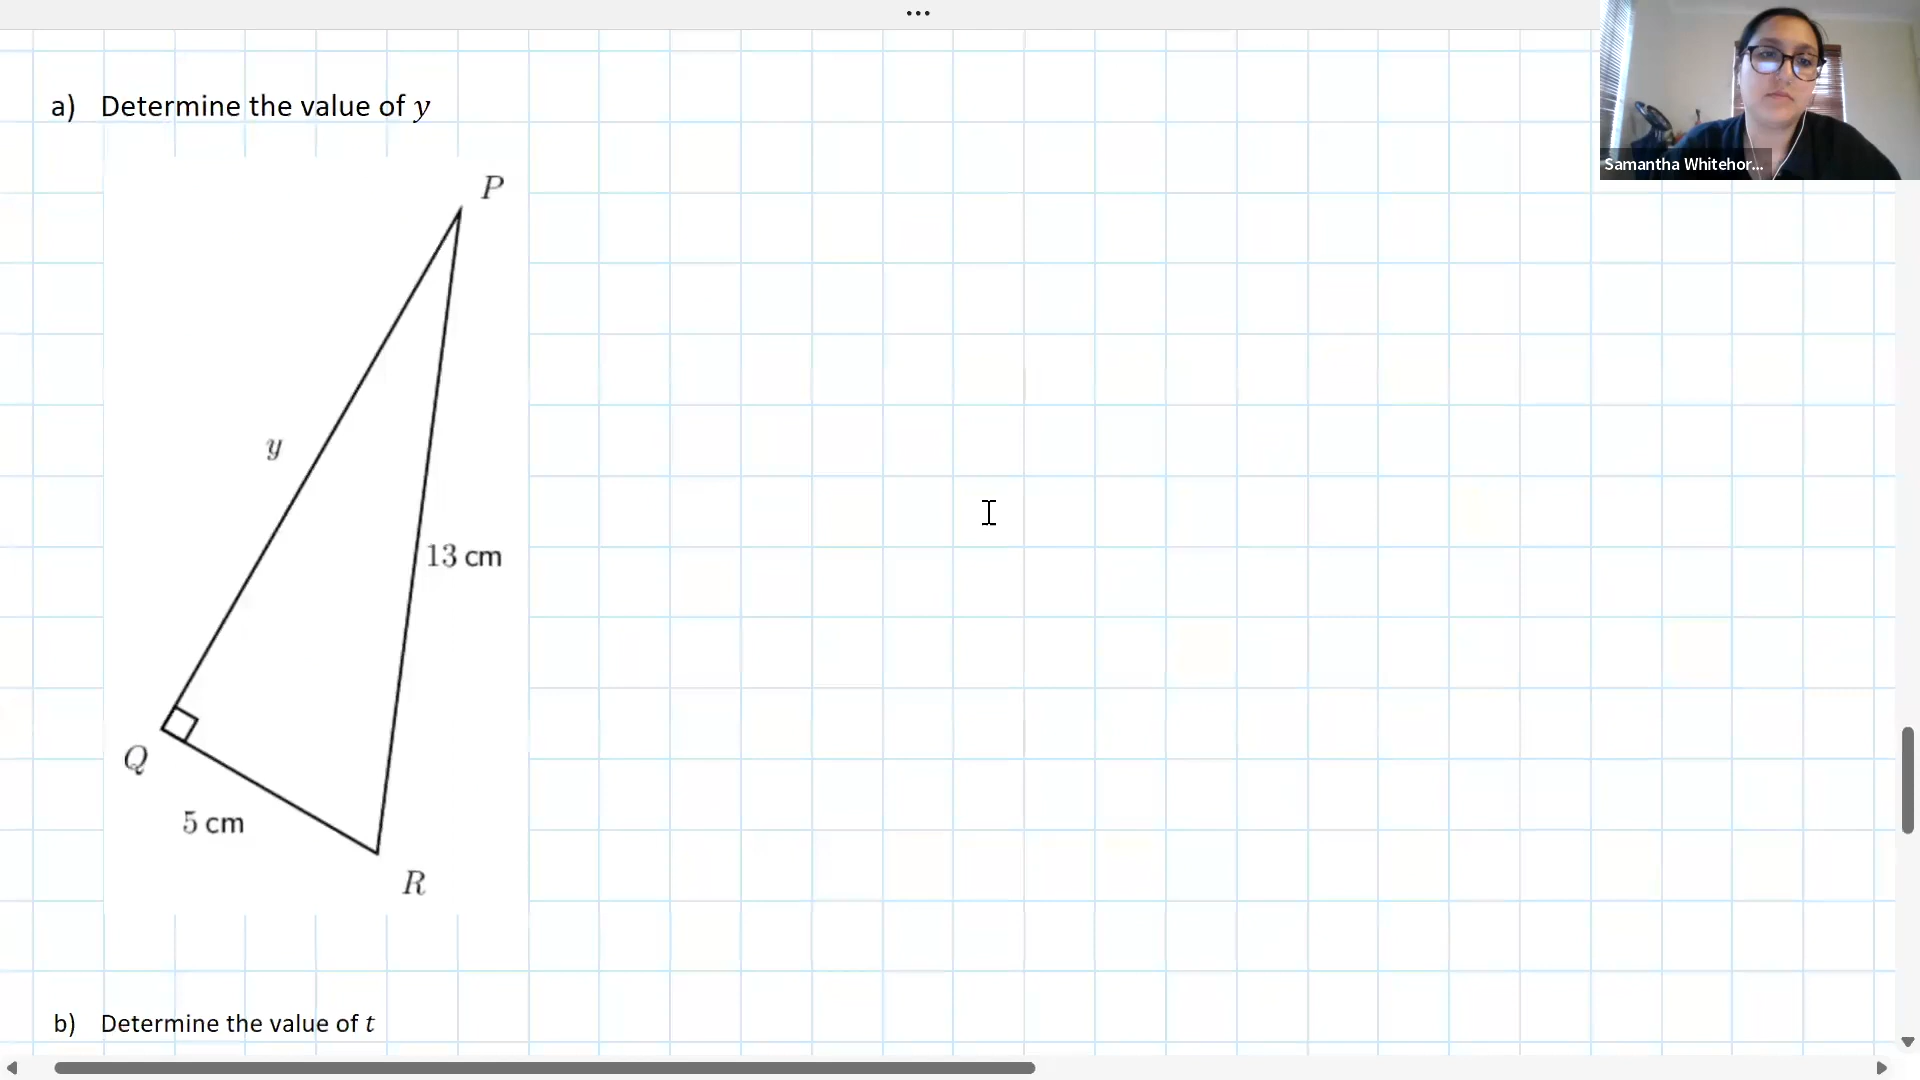 a) Determine the value of y
Samantha Whitehor...
P
y
13 cm
Q
5 cm
R
b) Determine the value of t